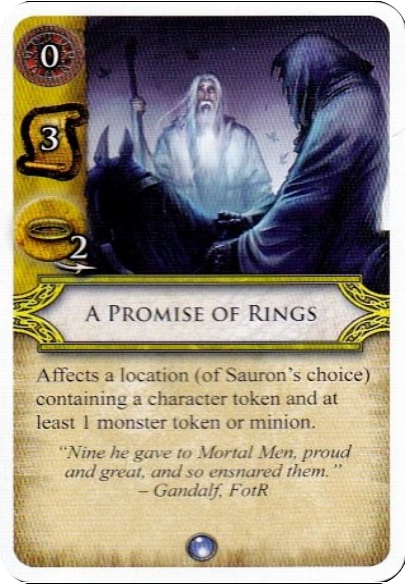 0
3
2
A PROMISE OF RINGS
Affects a location (of Sauron's choice)
containing a character token and at
least 1 monster token or minion.
"Nine he gave to Mortal Men, proud
and great, and so ensnared them."
– Gandalf, FotR